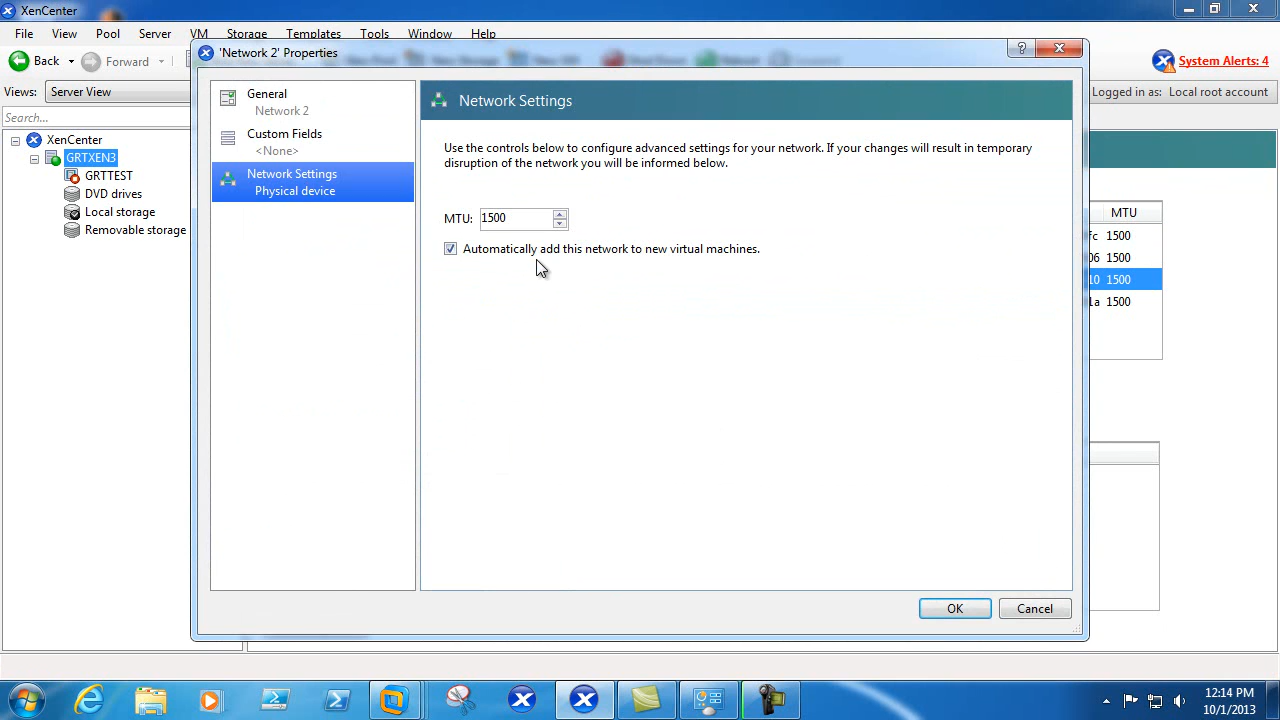 XenCenter
File View Pool Server VM Storage Templates Tools Window Help
'Network 2' Properties
Back Forward
System Alerts: 4
Views: Server View
Logged in as: Local root account
Search...
XenCenter
GRTXEN3
GRTTEST
DVD drives
Local storage
Removable storage
General
Network 2
Custom Fields
<None>
Network Settings
Physical device
Network Settings
Use the controls below to configure advanced settings for your network. If your changes will result in temporary
disruption of the network you will be informed below.
MTU: 1500
Automatically add this network to new virtual machines.
MTU
fc 1500
06 1500
10 1500
1a 1500
OK Cancel
12:14 PM
10/1/2013